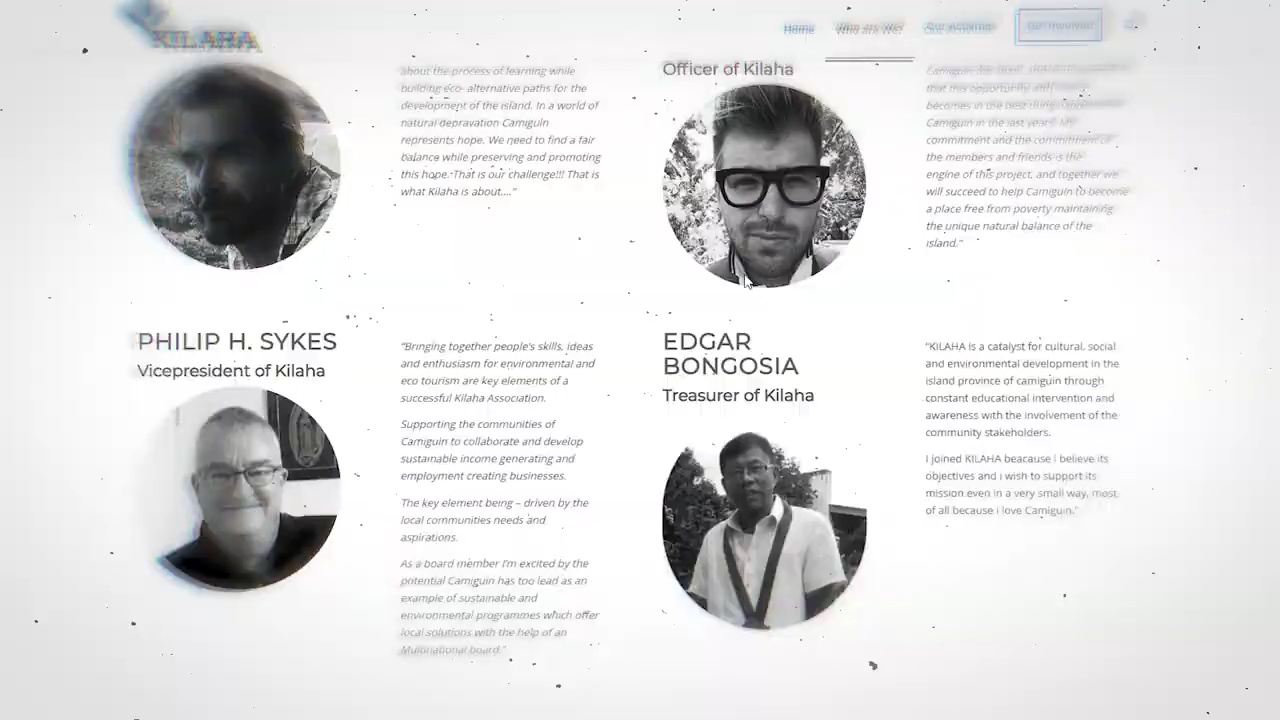 KILAHA
Home Who are We? Our Activities Get Involved
about the process of learning while
building eco- alternative paths for the
development of the island. In a world of
natural depravation Camiguin
represents hope. We need to find a fair
balance while preserving and promoting
this hope. That is our challenge!!! That is
what Kilaha is about...."
Officer of Kilaha
Camiguin the
that this opportunity
becomes in the best thing
Camiguin in the last years. My
commitment and the commitment of
the members and friends is the
engine of this project, and together we
will succeed to help Camiguin to become
a place free from poverty maintaining
the unique natural balance of the
island."
PHILIP H. SYKES
Vicepresident of Kilaha
"Bringing together people's skills, ideas
and enthusiasm for environmental and
eco tourism are key elements of a
successful Kilaha Association.
Supporting the communities of
Camiguin to collaborate and develop
sustainable income generating and
employment creating businesses.
The key element being – driven by the
local communities needs and
aspirations.
As a board member I'm excited by the
potential Camiguin has too lead as an
example of sustainable and
environmental programmes which offer
local solutions with the help of an
Multinational board."
EDGAR
BONGOSIA
Treasurer of Kilaha
"KILAHA is a catalyst for cultural, social
and environmental development in the
island province of camiguin through
constant educational intervention and
awareness with the involvement of the
community stakeholders.
I joined KILAHA beacause i believe its
objectives and i wish to support its
mission even in a very small way, most
of all because i love Camiguin."